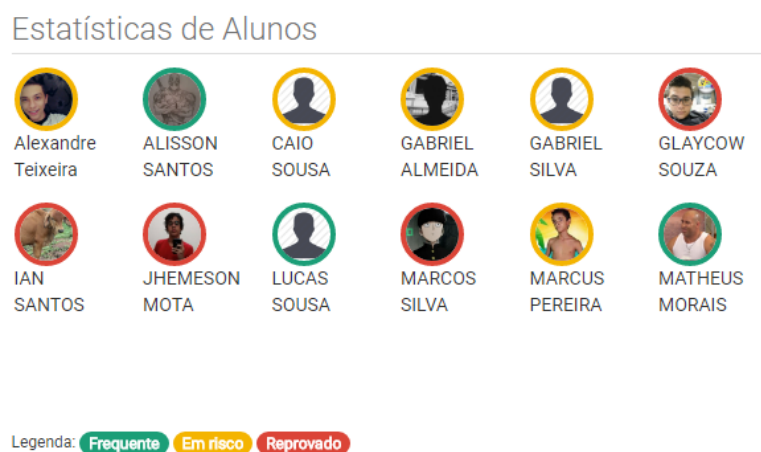 Estatísticas de Alunos
Alexandre Teixeira
ALISSON SANTOS
CAIO SOUSA
GABRIEL ALMEIDA
GABRIEL SILVA
GLAYCOW SOUZA
IAN SANTOS
JHEMESON MOTA
LUCAS SOUSA
MARCOS SILVA
MARCUS PEREIRA
MATHEUS MORAIS
Legenda: Frequente Em risco Reprovado